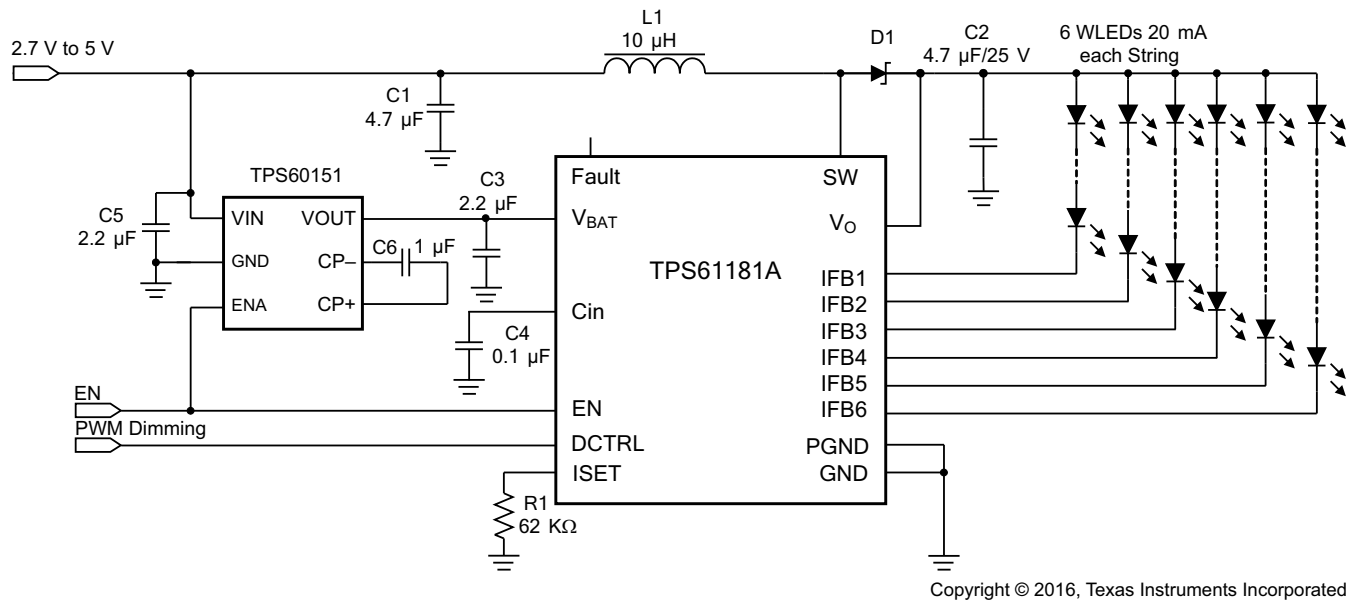 2.7 V to 5 V
L1
10 µH
D1
C2
4.7 µF/25 V
6 WLEDs 20 mA
each String
C1
4.7 µF
TPS60151
C5
2.2 µF
VIN
VOUT
GND
CP–
ENA
CP+
C6
1 µF
C3
2.2 µF
C4
0.1 µF
Fault
SW
VBAT
VO
TPS61181A
Cin
IFB1
IFB2
IFB3
IFB4
IFB5
IFB6
EN
EN
PWM Dimming
DCTRL
PGND
ISET
GND
R1
62 KΩ
Copyright © 2016, Texas Instruments Incorporated